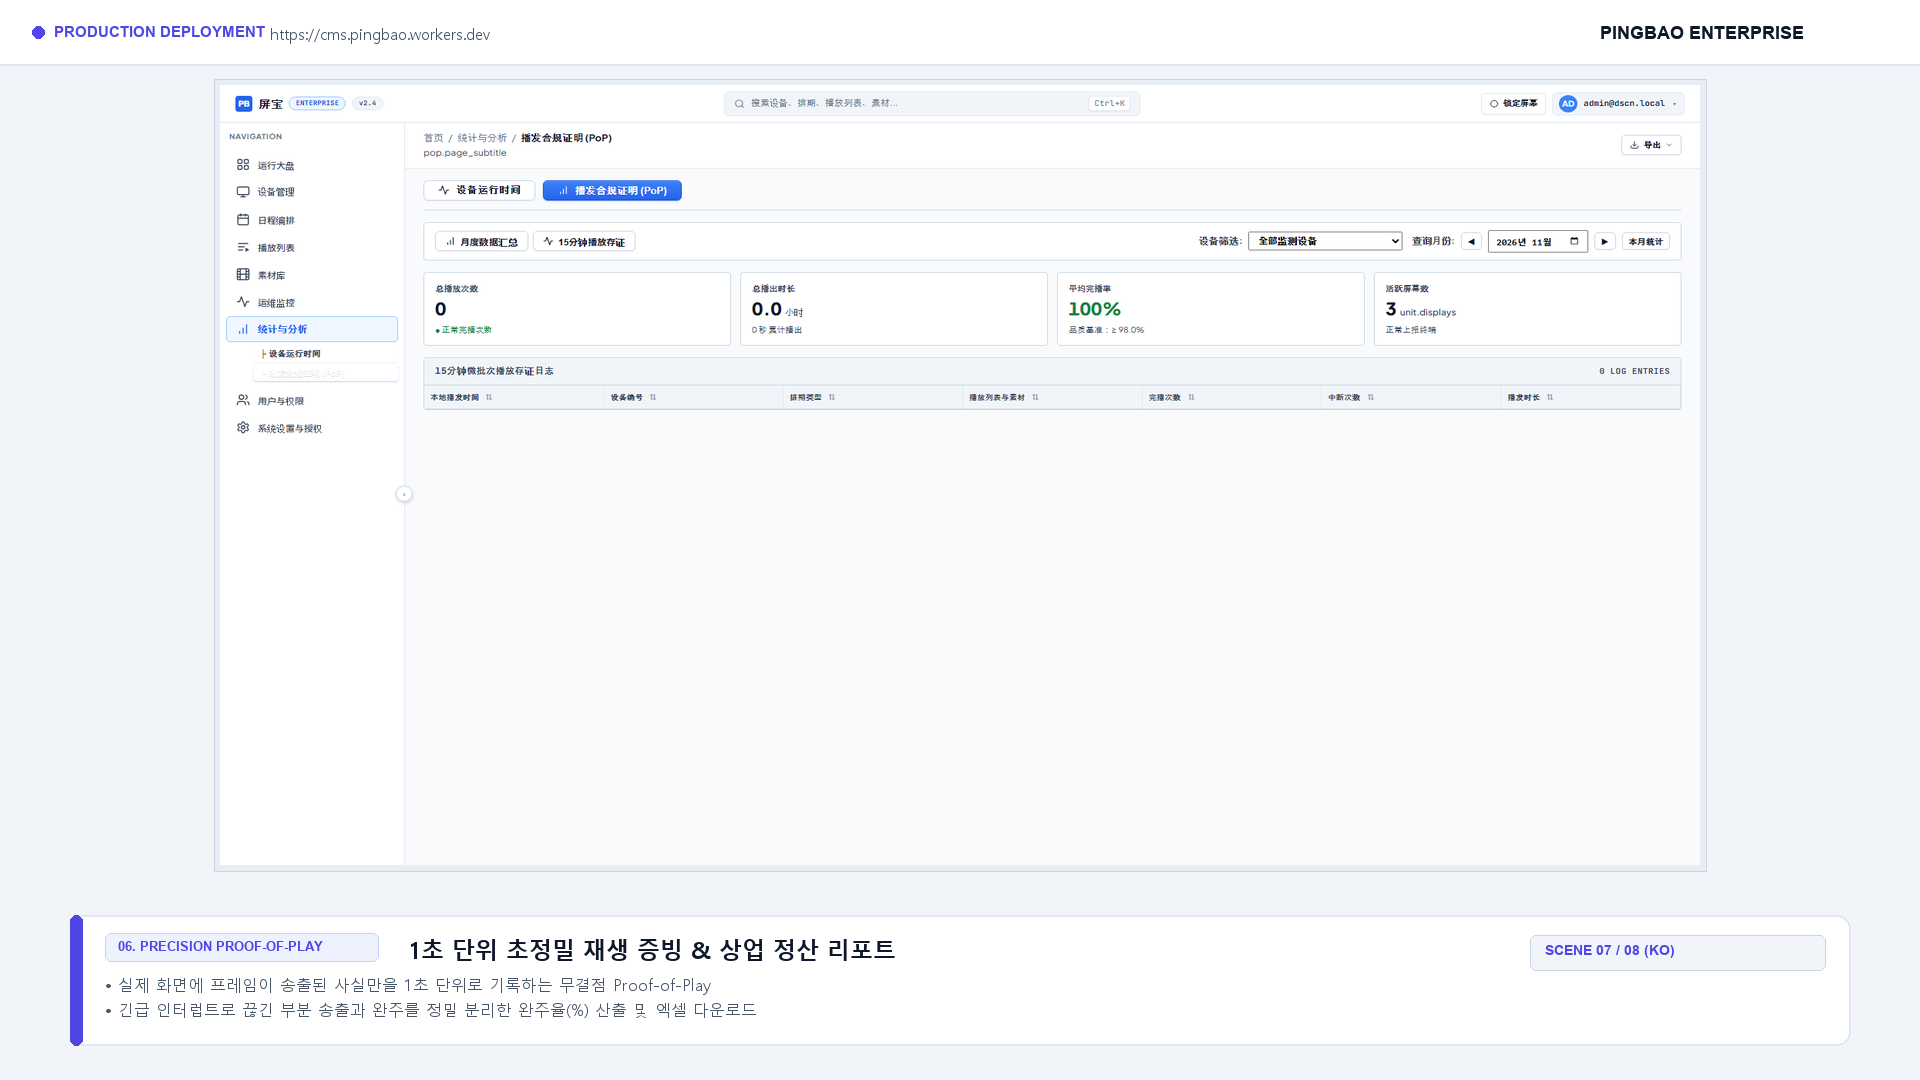 PRODUCTION DEPLOYMENT https://cms.pingbao.workers.dev
PINGBAO ENTERPRISE
PB 屏宝 ENTERPRISE v2.4
搜索设备、排期、播放列表、素材... Ctrl+K
锁定屏幕
AD admin@dscn.local
NAVIGATION
运行大盘
设备管理
日程编排
播放列表
素材库
运维监控
统计与分析
├ 设备运行时间
└ 播发合规证明 (PoP)
用户与权限
系统设置与授权
首页 / 统计与分析 / 播发合规证明 (PoP)
pop.page_subtitle
导出
设备运行时间
播发合规证明 (PoP)
月度数据汇总
15分钟播放存证
设备筛选: 全部监测设备
查询月份: ◀ 2026년 11월 ▶ 本月统计
总播放次数
0
● 正常完播次数
总播出时长
0.0 小时
0 秒 累计播出
平均完播率
100%
品质基准：≥ 98.0%
活跃屏幕数
3 unit.displays
正常上报终端
15分钟微批次播放存证日志
0 LOG ENTRIES
本地播发时间 ⇅ 设备编号 ⇅ 排期类型 ⇅ 播放列表与素材 ⇅ 完播次数 ⇅ 中断次数 ⇅ 播发时长 ⇅
06. PRECISION PROOF-OF-PLAY
1초 단위 초정밀 재생 증빙 & 상업 정산 리포트
SCENE 07 / 08 (KO)
• 실제 화면에 프레임이 송출된 사실만을 1초 단위로 기록하는 무결점 Proof-of-Play
• 긴급 인터럽트로 끊긴 부분 송출과 완주를 정밀 분리한 완주율(%) 산출 및 엑셀 다운로드